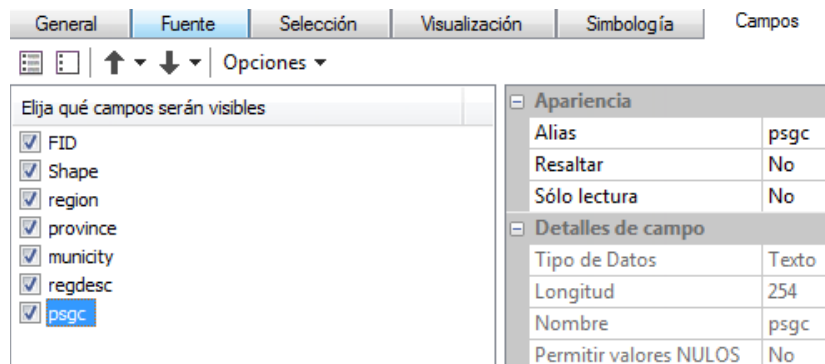 General Fuente Selección Visualización Simbología Campos
Opciones
Elija qué campos serán visibles
FID
Shape
region
province
municity
regdesc
psgc
Apariencia
Alias psgc
Resaltar No
Sólo lectura No
Detalles de campo
Tipo de Datos Texto
Longitud 254
Nombre psgc
Permitir valores NULOS No